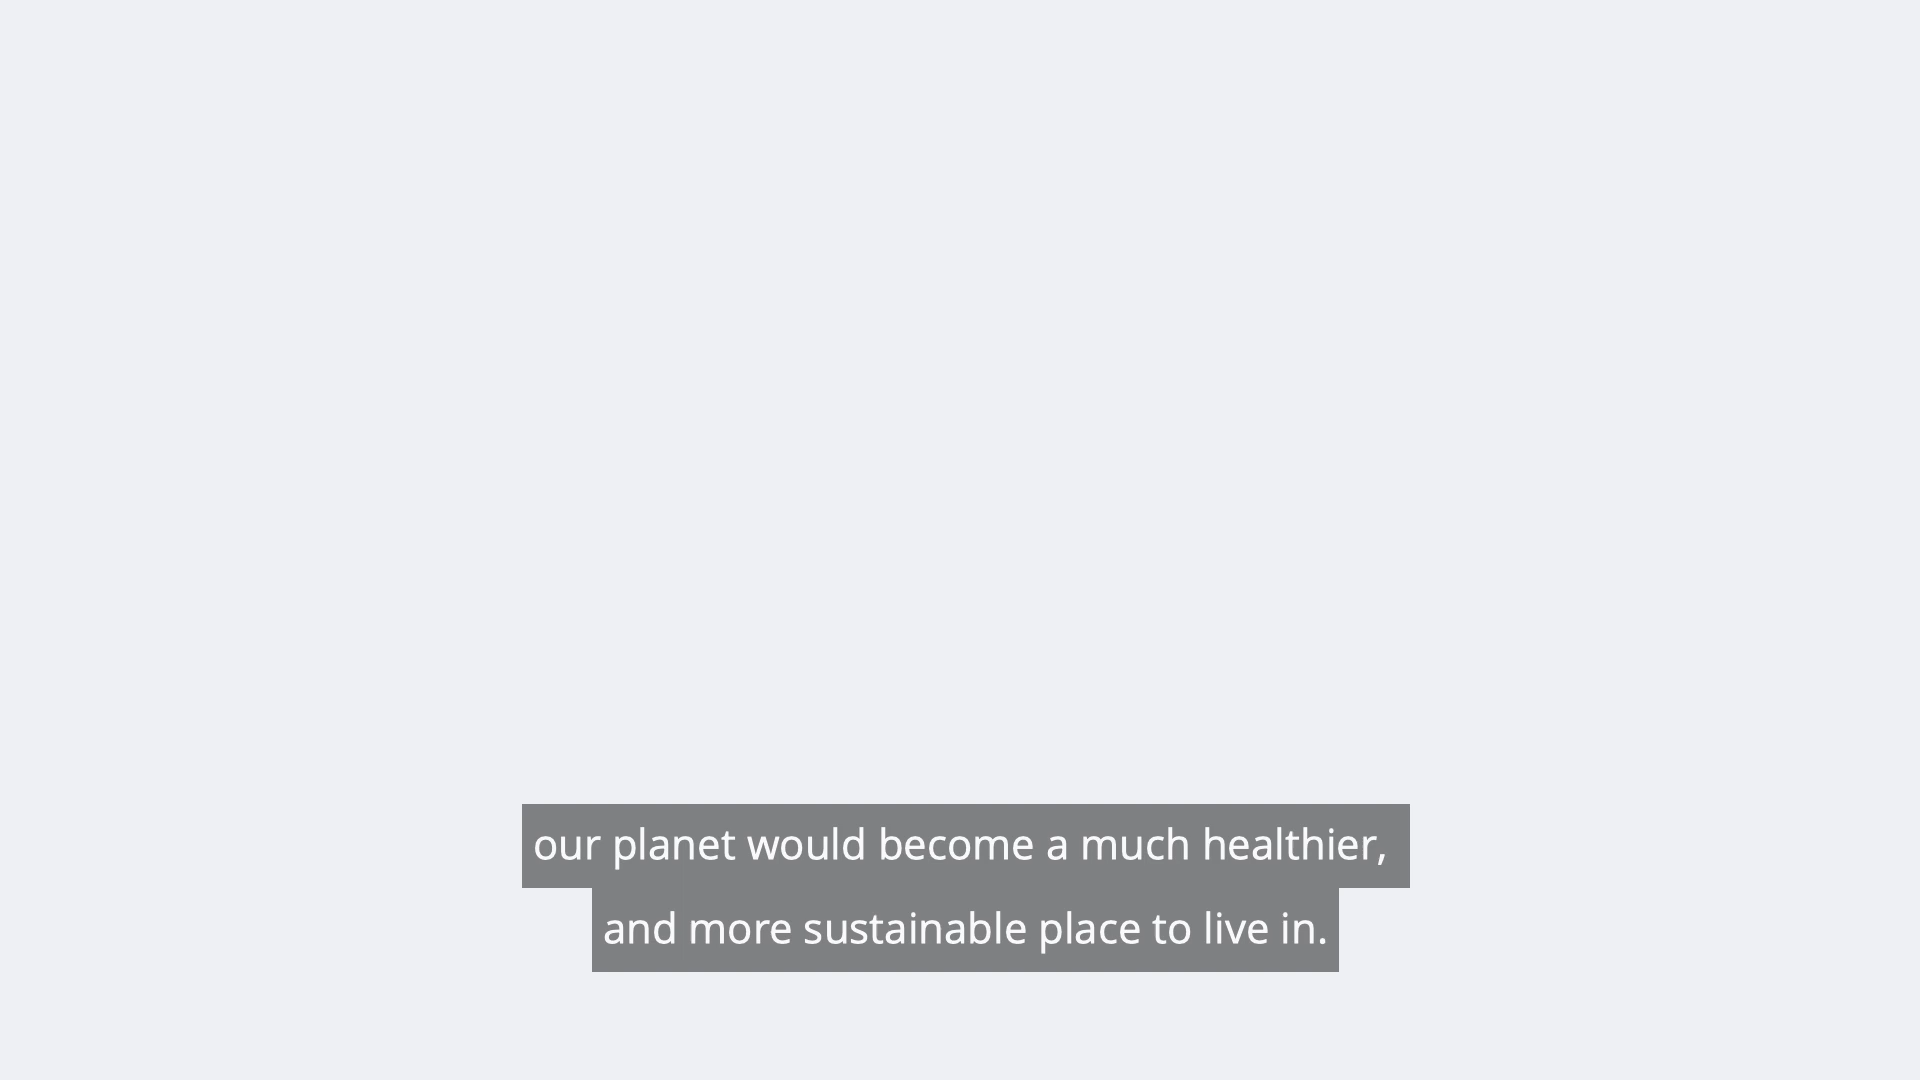 our planet would become a much healthier,
and more sustainable place to live in.